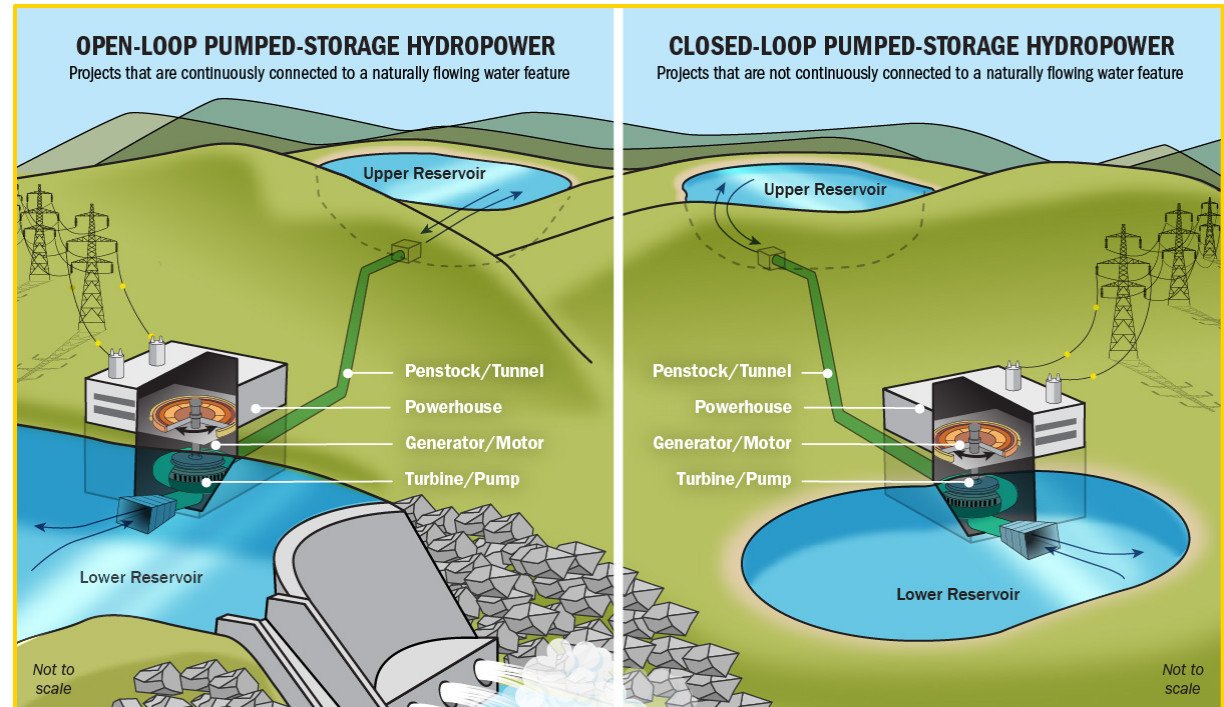 OPEN-LOOP PUMPED-STORAGE HYDROPOWER
Projects that are continuously connected to a naturally flowing water feature
Upper Reservoir
Penstock/Tunnel
Powerhouse
Generator/Motor
Turbine/Pump
Lower Reservoir
Not to
scale
CLOSED-LOOP PUMPED-STORAGE HYDROPOWER
Projects that are not continuously connected to a naturally flowing water feature
Upper Reservoir
Penstock/Tunnel
Powerhouse
Generator/Motor
Turbine/Pump
Lower Reservoir
Not to
scale